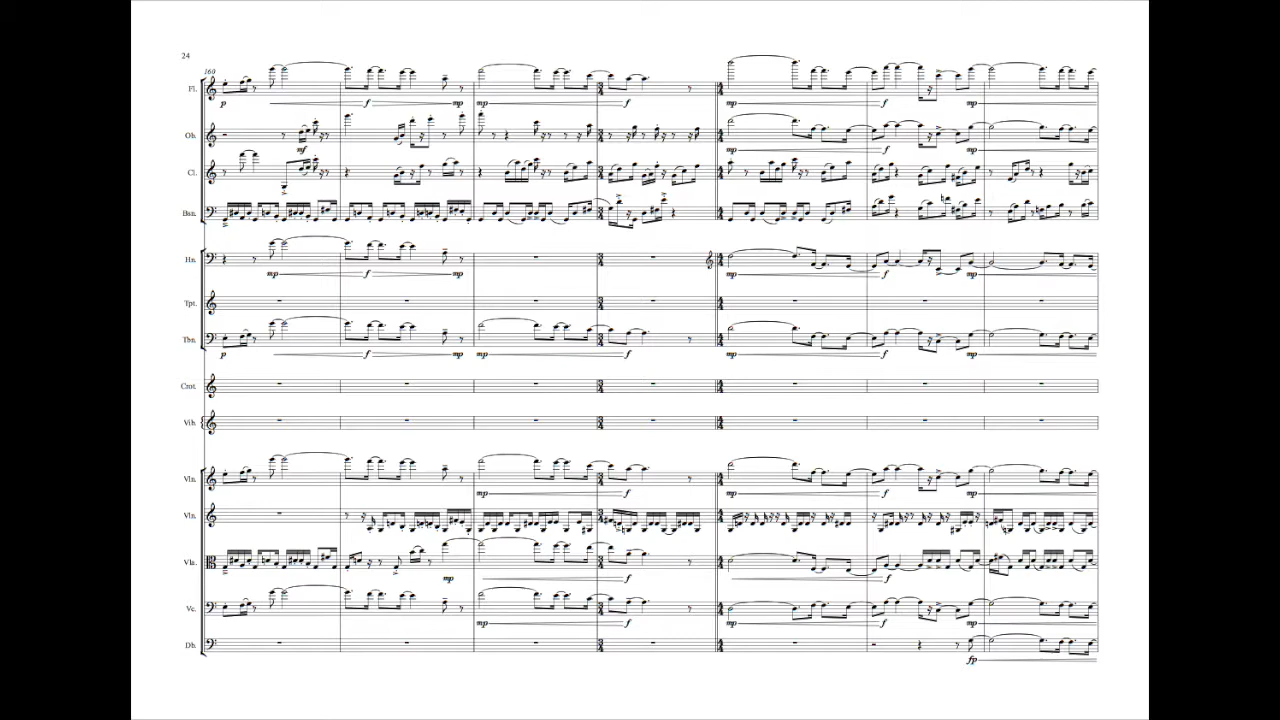 24
160
Fl.
p f mp mp f mp f mp
Ob.
mf mp f mp
Cl.
Bsn.
Hn.
mp f mp mp f mp
Tpt.
Tbn.
p f mp mp f mp f mp
Crot.
Vib.
Vln.
mp f mp f mp
Vln.
Vla.
mp f f
Vc.
mp f mp f mp
Db.
fp